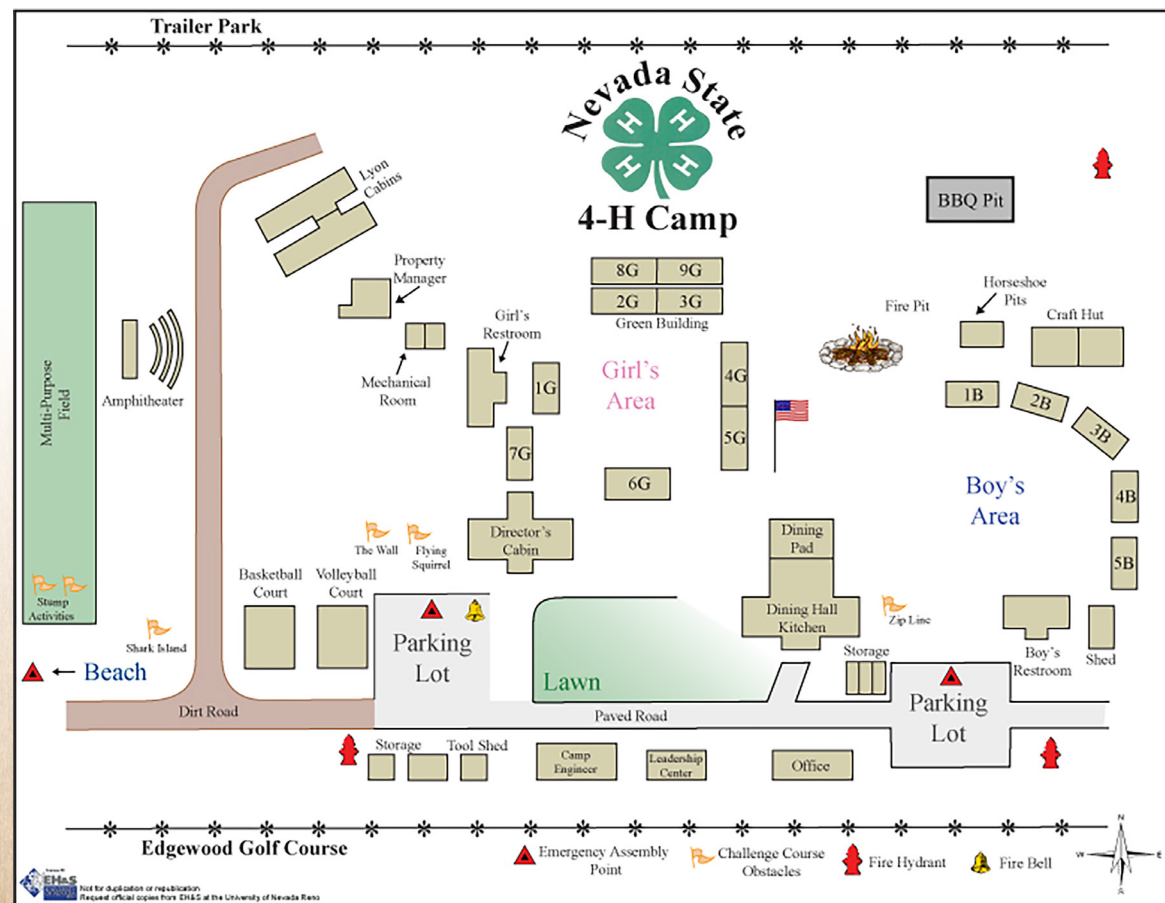 Trailer Park
Nevada State
H H H H
4-H Camp
BBQ Pit
Lyon
Cabins
Property
Manager
8G 9G
2G 3G
Green Building
Girl's
Restroom
Mechanical
Room
Horseshoe
Pits
Fire Pit
Craft Hut
Multi-Purpose
Field
Amphitheater
1G
Girl's
Area
4G
5G
7G
6G
1B
2B
3B
4B
5B
Boy's
Area
Director's
Cabin
The Wall
Flying
Squirrel
Dining
Pad
Dining Hall
Kitchen
Zip Line
Basketball
Court
Volleyball
Court
Stump
Activities
Shark Island
Beach
Parking
Lot
Lawn
Storage
Boy's
Restroom
Shed
Parking
Lot
Dirt Road
Paved Road
Storage
Tool Shed
Camp
Engineer
Leadership
Center
Office
Edgewood Golf Course
Emergency Assembly
Point
Challenge Course
Obstacles
Fire Hydrant
Fire Bell
N
W E
S
EH&S
Not for duplication or republication
Request official copies from EH&S at the University of Nevada Reno